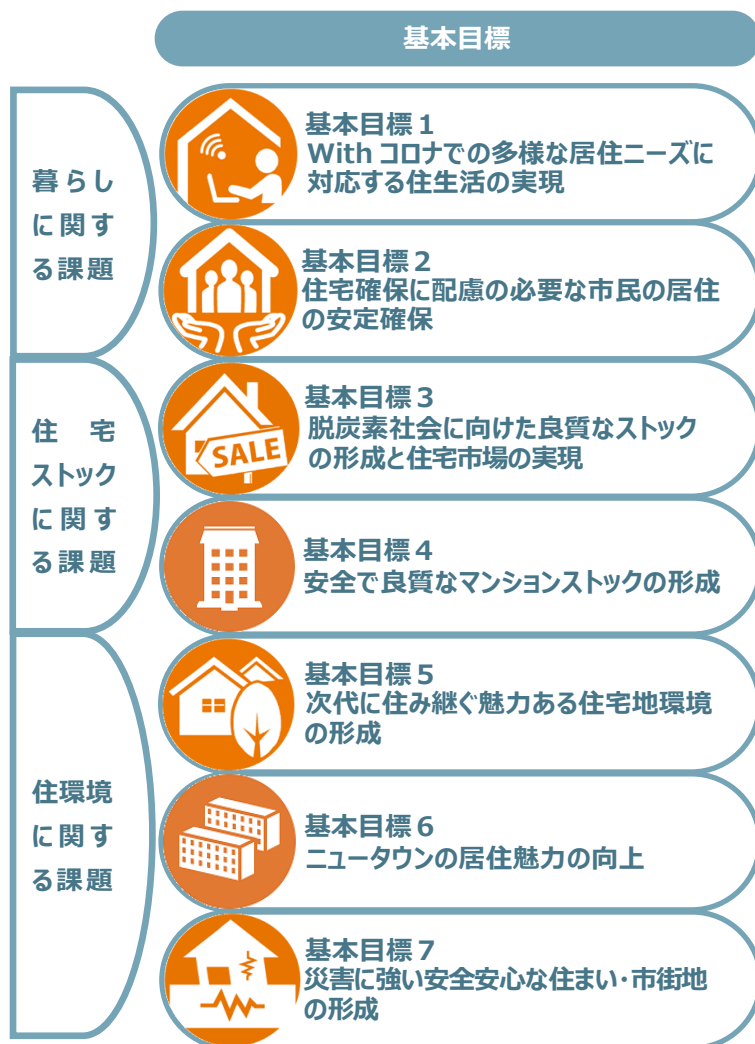 基本目標
暮らし
に関す
る課題
基本目標1
With コロナでの多様な居住ニーズに
対応する住生活の実現
基本目標2
住宅確保に配慮の必要な市民の居住
の安定確保
住宅
ストック
に関す
る課題
基本目標3
脱炭素社会に向けた良質なストック
の形成と住宅市場の実現
SALE
基本目標4
安全で良質なマンションストックの形成
住環境
に関す
る課題
基本目標5
次代に住み継ぐ魅力ある住宅地環境
の形成
基本目標6
ニュータウンの居住魅力の向上
基本目標7
災害に強い安全安心な住まい・市街地
の形成